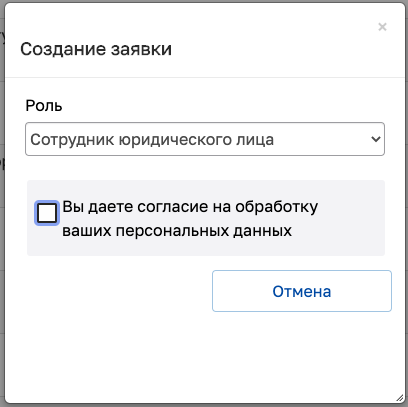 Создание заявки
×
Роль
Сотрудник юридического лица
Вы даете согласие на обработку
ваших персональных данных
Отмена